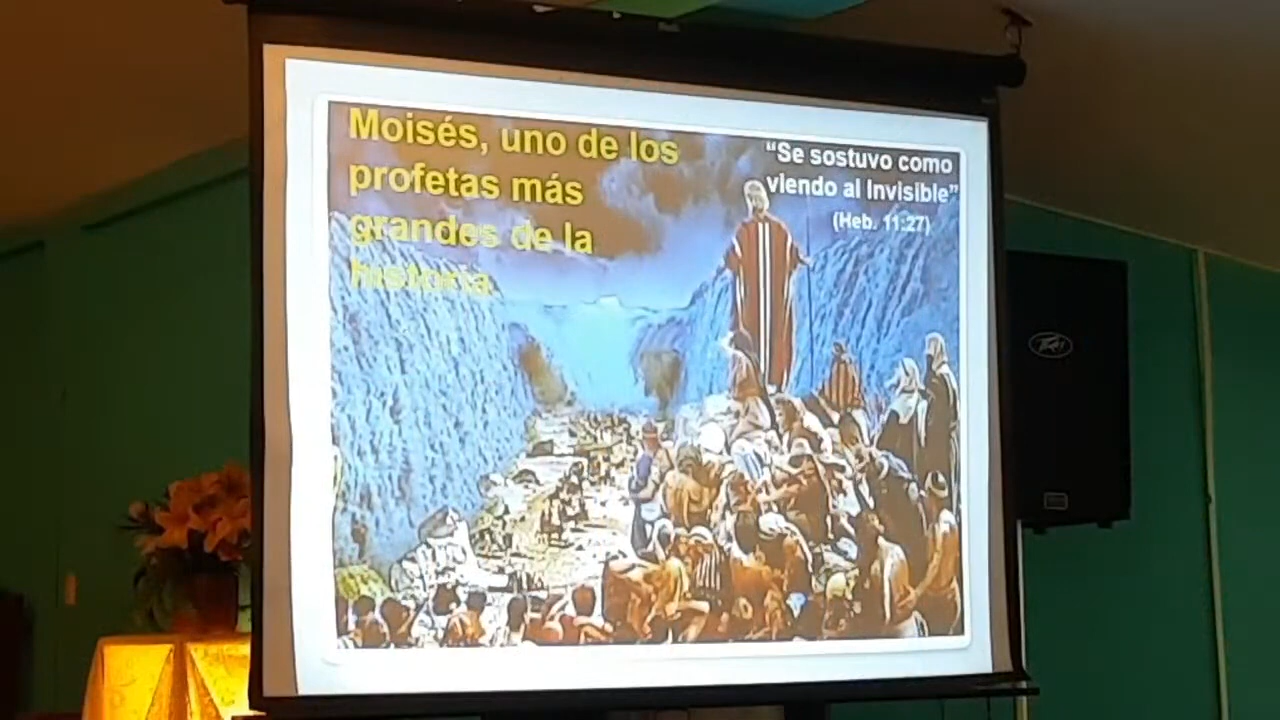 Moisés, uno de los
profetas más
grandes de la
historia
“Se sostuvo como
viendo al Invisible”
(Heb. 11:27)
PEAVEY